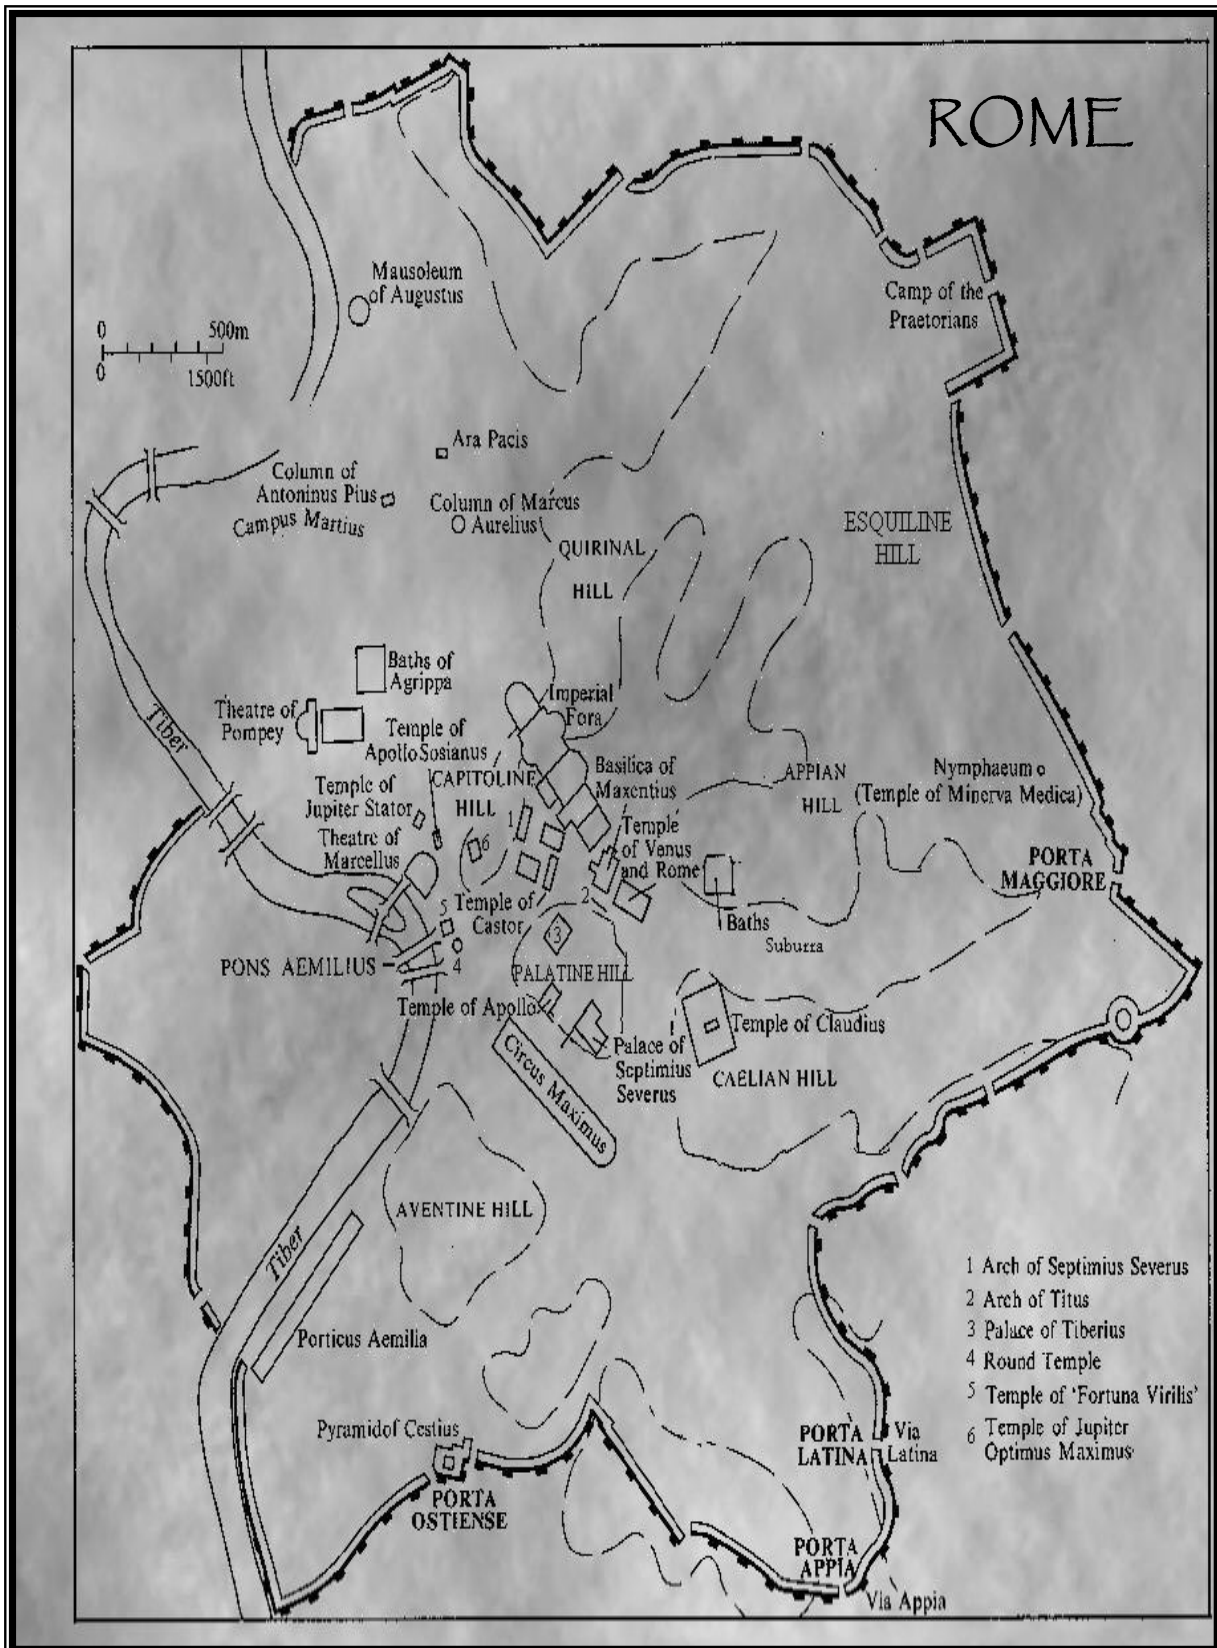 ROME
Mausoleum
of Augustus
0 500m
0 1500ft
Camp of the
Praetorians
Ara Pacis
Column of
Antoninus Pius
Campus Martius
Column of Marcus
Aurelius
ESQUILINE
HILL
QUIRINAL
HILL
Baths of
Agrippa
Imperial
Fora
Theatre of
Pompey
Tiber
Temple of
Apollo Sosianus
CAPITOLINE
HILL
Temple of
Jupiter Stator
Theatre of
Marcellus
Basilica of
Maxentius
APPIAN
HILL
Nymphaeum
(Temple of Minerva Medica)
1
6
Temple
of Venus
and Rome
PORTA
MAGGIORE
5
Temple of
Castor
2
3
Baths
Suburra
4
PONS AEMILIUS
PALATINE HILL
Temple of Apollo
Temple of Claudius
Circus Maximus
Palace of
Septimius
Severus
CAELIAN HILL
AVENTINE HILL
Tiber
Porticus Aemilia
1 Arch of Septimius Severus
2 Arch of Titus
3 Palace of Tiberius
4 Round Temple
5 Temple of 'Fortuna Virilis'
6 Temple of Jupiter
Optimus Maximus
Pyramidof Cestius
PORTA
OSTIENSE
PORTA
LATINA
Via
Latina
PORTA
APPIA
Via Appia